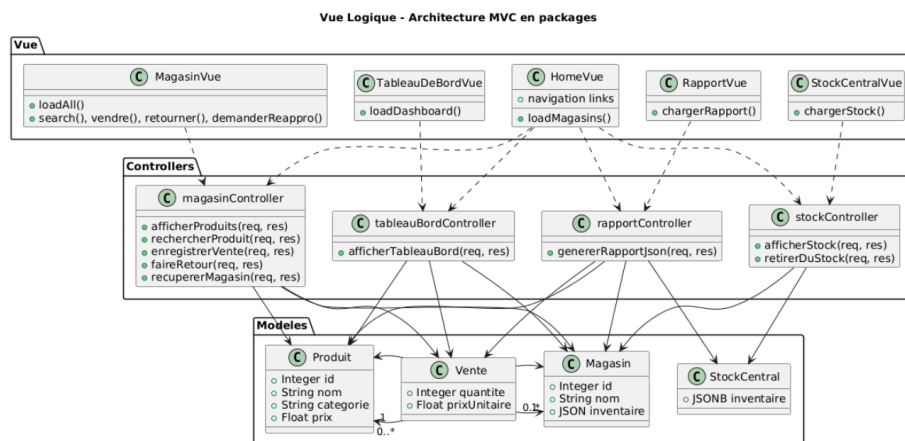 Vue Logique - Architecture MVC en packages
Vue
C MagasinVue
loadAll()
search(), vendre(), retourner(), demanderReappro()
C TableauDeBordVue
loadDashboard()
C HomeVue
navigation links
loadMagasins()
C RapportVue
chargerRapport()
C StockCentralVue
chargerStock()
Controllers
C magasinController
afficherProduits(req, res)
rechercherProduit(req, res)
enregistrerVente(req, res)
faireRetour(req, res)
recupererMagasin(req, res)
C tableauBordController
afficherTableauBord(req, res)
C rapportController
genererRapportJson(req, res)
C stockController
afficherStock(req, res)
retirerDuStock(req, res)
Modeles
C Produit
Integer id
String nom
String categorie
Float prix
C Vente
Integer quantite
Float prixUnitaire
C Magasin
Integer id
String nom
JSON inventaire
C StockCentral
JSONB inventaire
1
0..*